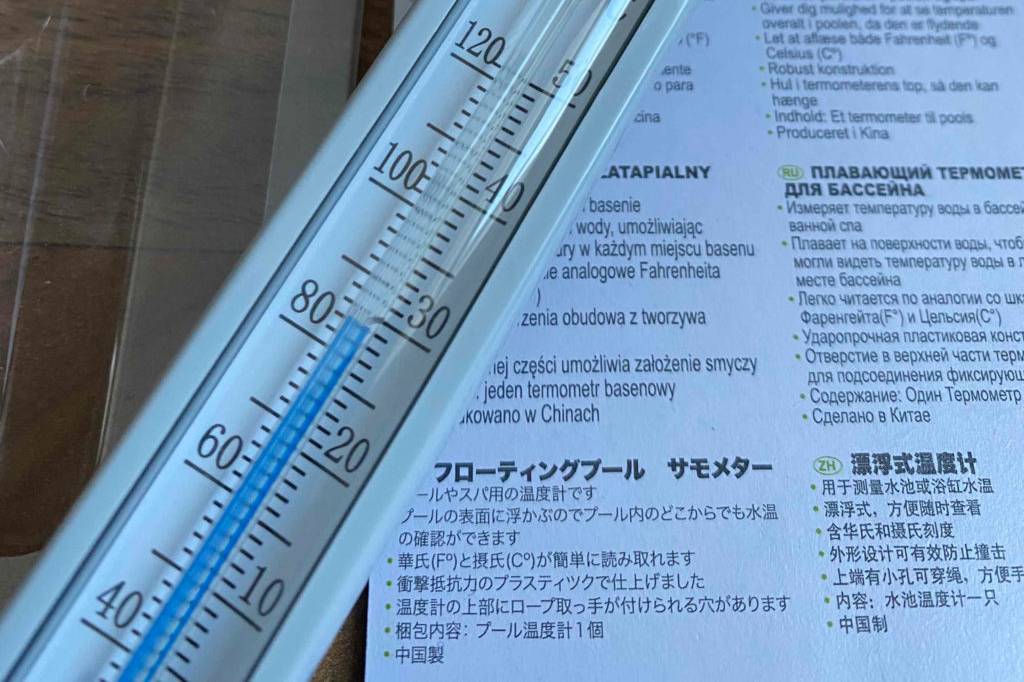 120
50
100
40
80
30
60
20
40
10
(°F)
para
cina
basenie
wody, umożliwiając
w każdym miejscu basenu
analogowe Fahrenheita
)
obudowa z tworzywa
części umożliwia założenie smyczy
jeden termometr basenowy
w Chinach
Giver dig mulighed for at se temperaturen
overalt i poolen, da den er flydende
• Let at aflæse både Fahrenheit (F°) og
Celsius (C°)
• Robust konstruktion
• Hul i termometerens top, så den kan
hænge
• Indhold: Et termometer til pools
• Produceret i Kina
RU ПЛАВАЮЩИЙ
ДЛЯ БАССЕЙНА
• Измеряет температуру воды в
ванной спа
• Плавает на поверхности воды,
могли видеть температуру воды в
месте бассейна
• Легко читается по аналогии со
Фаренгейта(F°) и Цельсия(C°)
• Ударопрочная пластиковая
• Отверстие в верхней части
для подсоединения
• Содержание: Один Термометр
• Сделано в Китае
フローティングプール サモメター
ールやスパ用の温度計です
プールの表面に浮かぶのでプール内のどこからでも水温
の確認ができます
• 華氏(F°)と摂氏(C°)が簡単に読み取れます
• 衝撃抵抗力のプラスティツクで仕上げました
• 温度計の上部にロープ取っ手が付けられる穴があります
• 梱包内容: プール温度計1個
• 中国製
ZH 漂浮式温度计
• 用于测量水池或浴缸水温
• 漂浮式，方便随时查看
• 含华氏和摄氏刻度
• 外形设计可有效防止撞击
• 上端有小孔可穿绳，方便手
• 内容：水池温度计一只
• 中国制